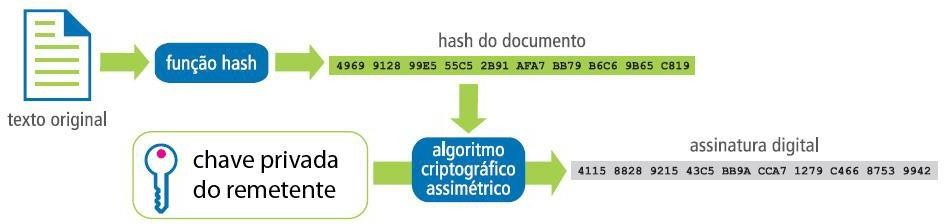 hash do documento
função hash
4969 9128 99E5 55C5 2B91 AFA7 BB79 B6C6 9B65 C819
texto original
chave privada
do remetente
algoritmo
criptográfico
assimétrico
assinatura digital
4115 8828 9215 43C5 BB9A CCA7 1279 C466 8753 9942